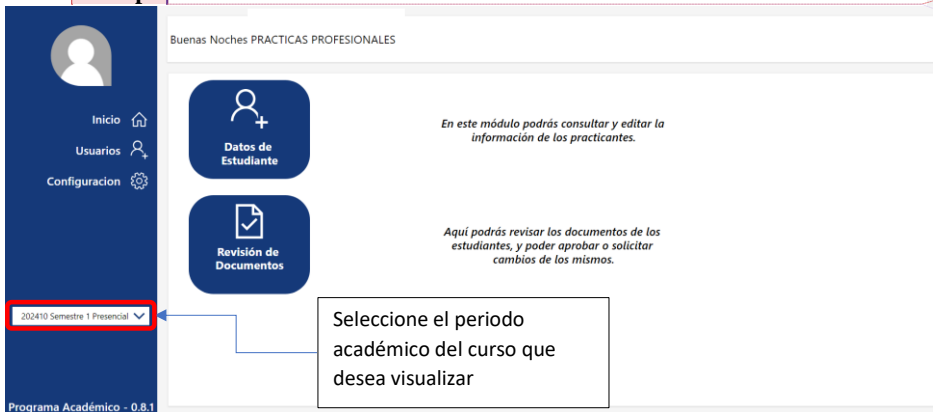 Buenas Noches PRACTICAS PROFESIONALES
Inicio
Usuarios
Configuracion
Datos de
Estudiante
En este módulo podrás consultar y editar la
información de los practicantes.
Revisión de
Documentos
Aquí podrás revisar los documentos de los
estudiantes, y poder aprobar o solicitar
cambios de los mismos.
202410 Semestre 1 Presencial
Seleccione el periodo
académico del curso que
desea visualizar
Programa Académico - 0.8.1